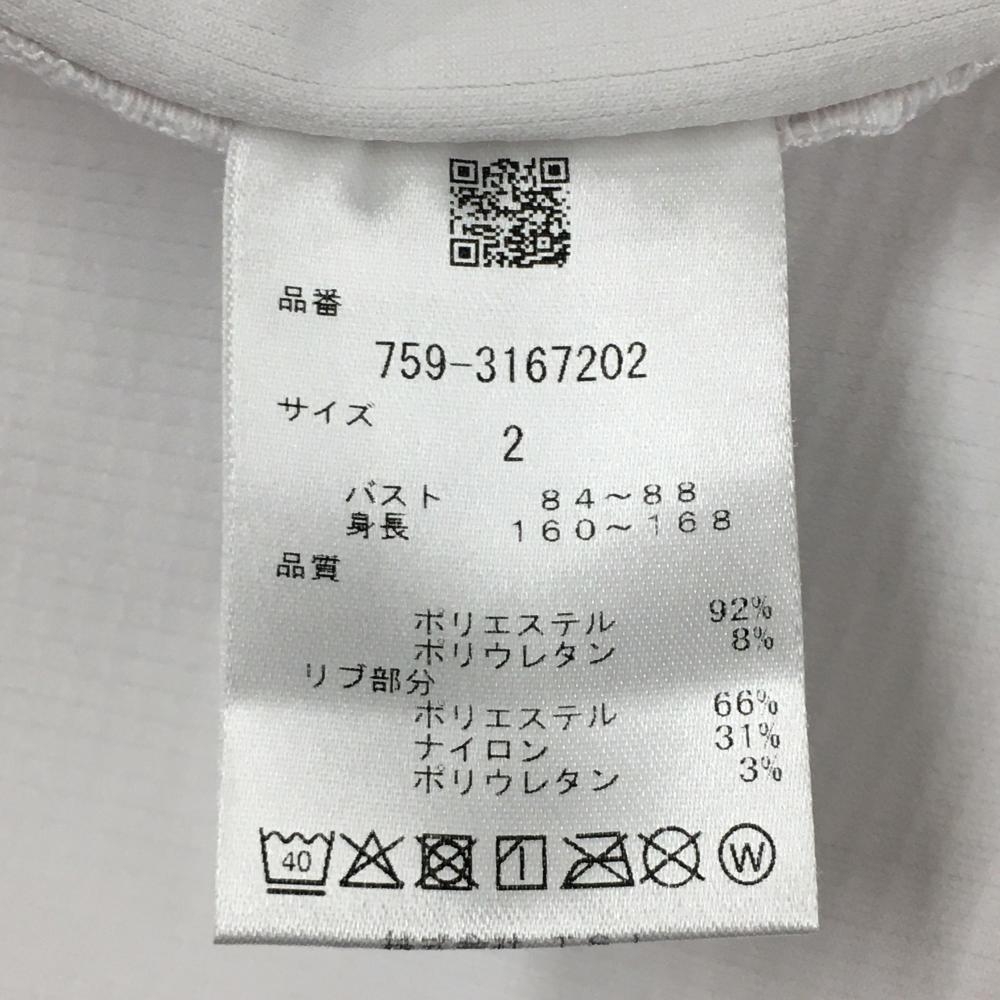 品番
759-3167202
サイズ
2
バスト 84～88
身長 160～168
品質
ポリエステル 92%
ポリウレタン 8%
リブ部分
ポリエステル 66%
ナイロン 31%
ポリウレタン 3%
40 W